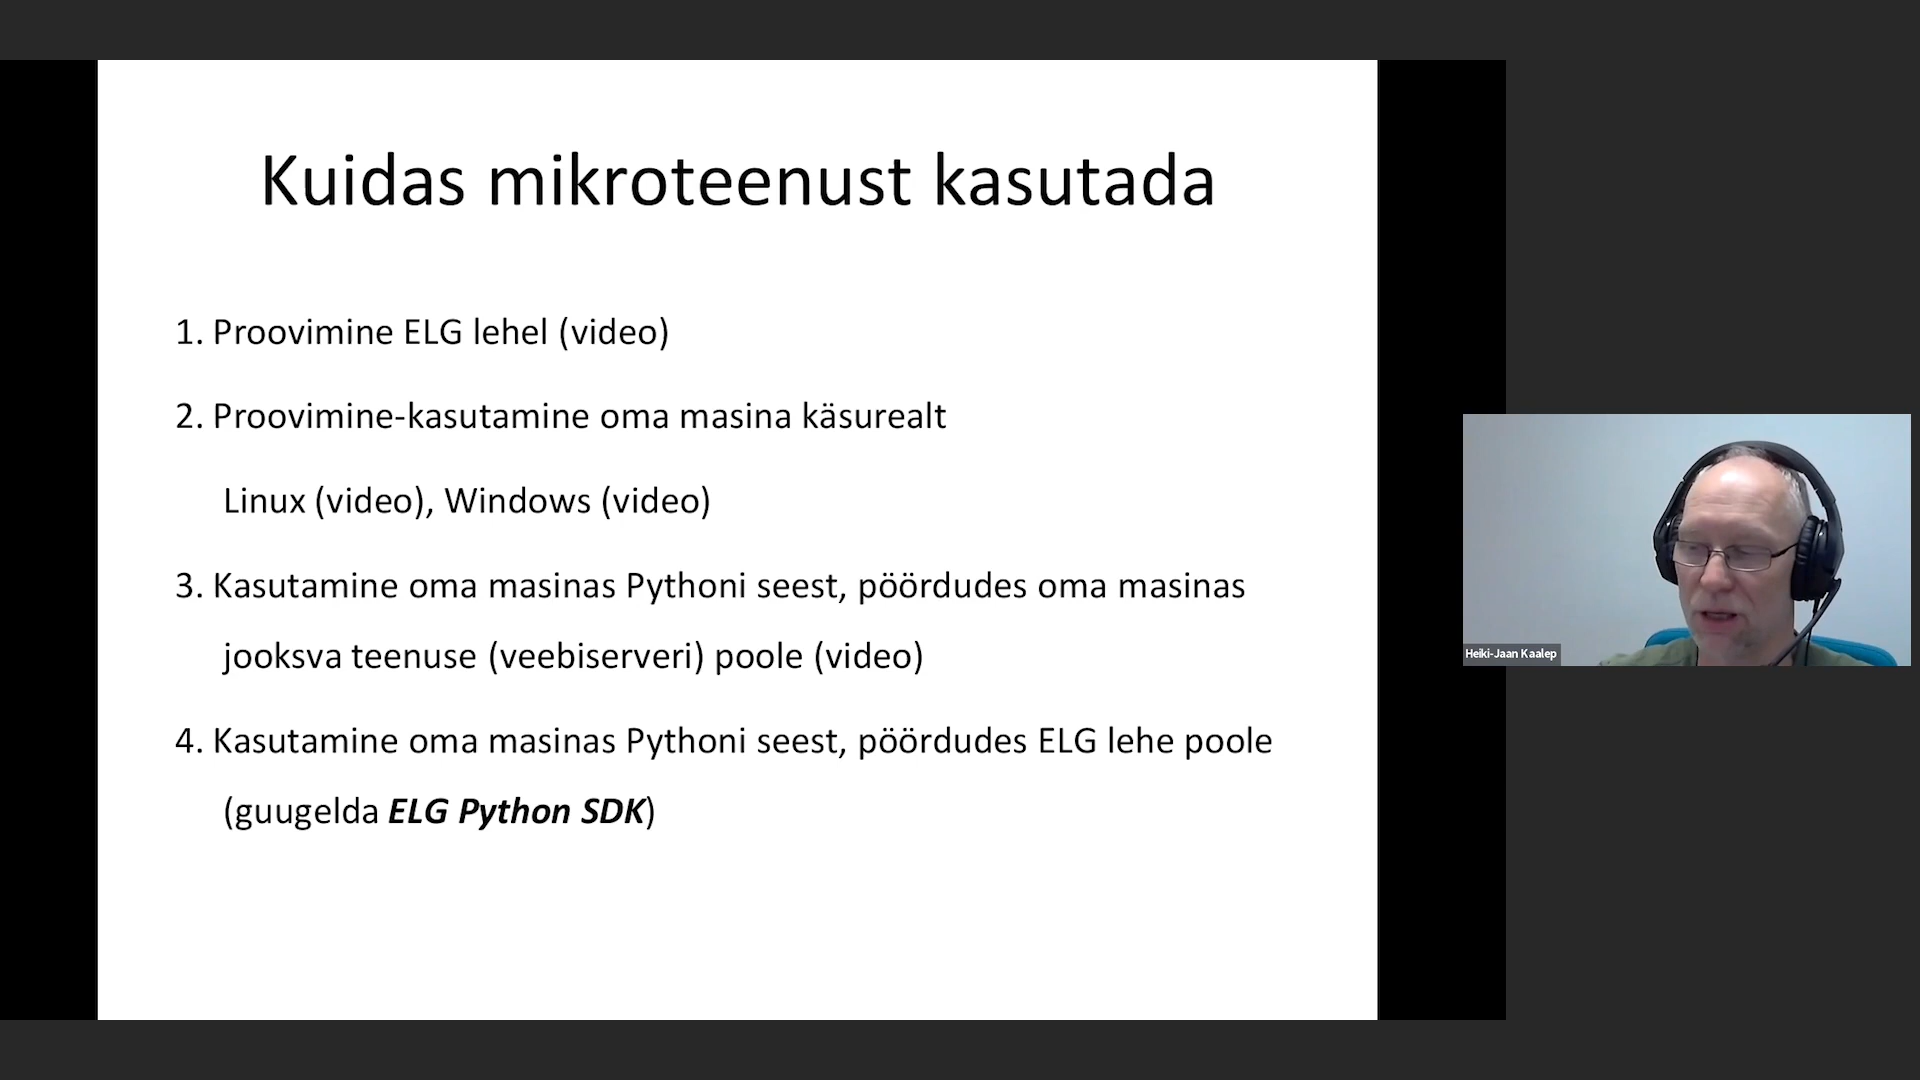 Kuidas mikroteenust kasutada
1. Proovimine ELG lehel (video)
2. Proovimine-kasutamine oma masina käsurealt
Linux (video), Windows (video)
3. Kasutamine oma masinas Pythoni seest, pöördudes oma masinas
jooksva teenuse (veebiserveri) poole (video)
4. Kasutamine oma masinas Pythoni seest, pöördudes ELG lehe poole
(guugelda ELG Python SDK)
Heiki-Jaan Kaalep